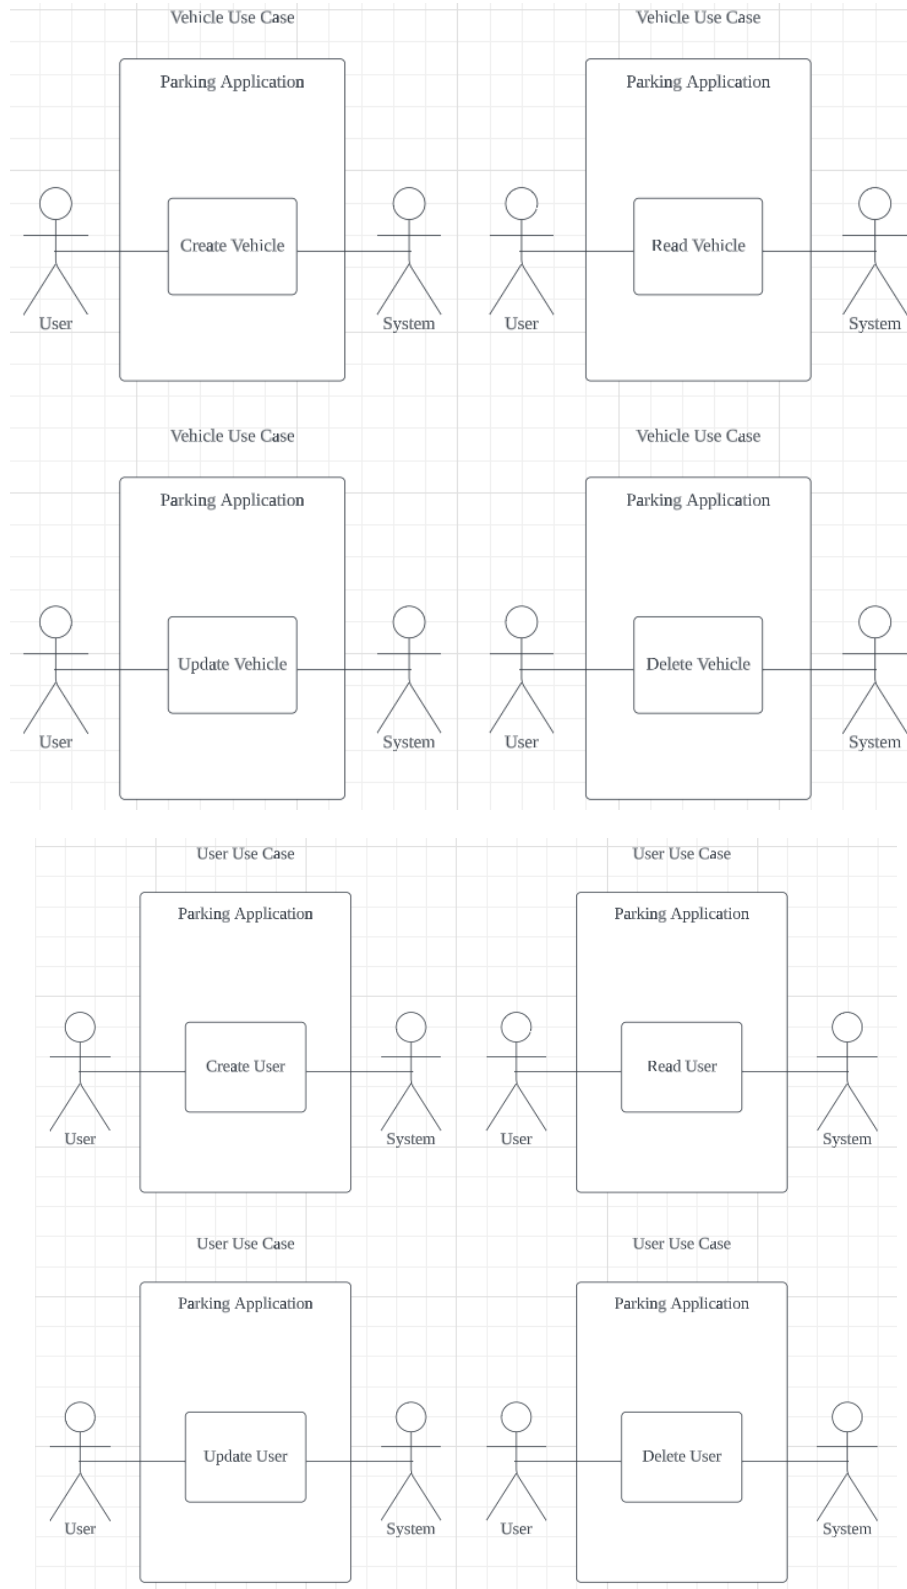 Vehicle Use Case
Parking Application
Create Vehicle
User
System
Vehicle Use Case
Parking Application
Read Vehicle
User
System
Vehicle Use Case
Parking Application
Update Vehicle
User
System
Vehicle Use Case
Parking Application
Delete Vehicle
User
System
User Use Case
Parking Application
Create User
User
System
User Use Case
Parking Application
Read User
User
System
User Use Case
Parking Application
Update User
User
System
User Use Case
Parking Application
Delete User
User
System